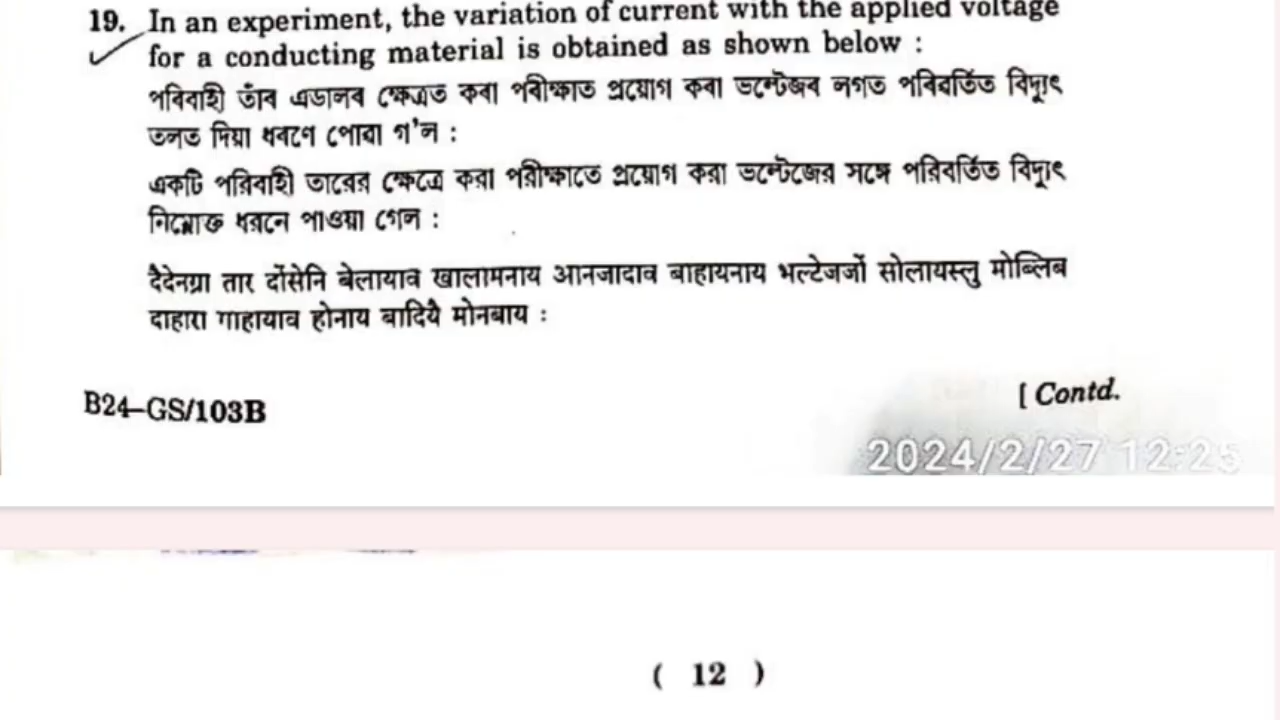 19. In an experiment, the variation of current with the applied voltage
for a conducting material is obtained as shown below :
পৰিবাহী তাঁৰ এডালৰ ক্ষেত্ৰত কৰা পৰীক্ষাত প্ৰয়োগ কৰা ভল্টেজৰ লগত পৰিবৰ্তিত বিদ্যুৎ
তলত দিয়া ধৰণে পোৱা গ'ল :
একটি পরিবাহী তারের ক্ষেত্রে করা পরীক্ষাতে প্রয়োগ করা ভল্টেজের সঙ্গে পরিবর্তিত বিদ্যুৎ
নিম্নোক্ত ধরনে পাওয়া গেল :
दैदेनग्रा तार दोंसेनि बेलायाव खालामनाय आनजादाव बाहायनाय भल्टेजजों सोलायस्लु मोब्लिब
दाहारा गाहायाव होनाय बादियै मोनबाय :
B24-GS/103B
[ Contd.
2024/2/27 12:25
( 12 )